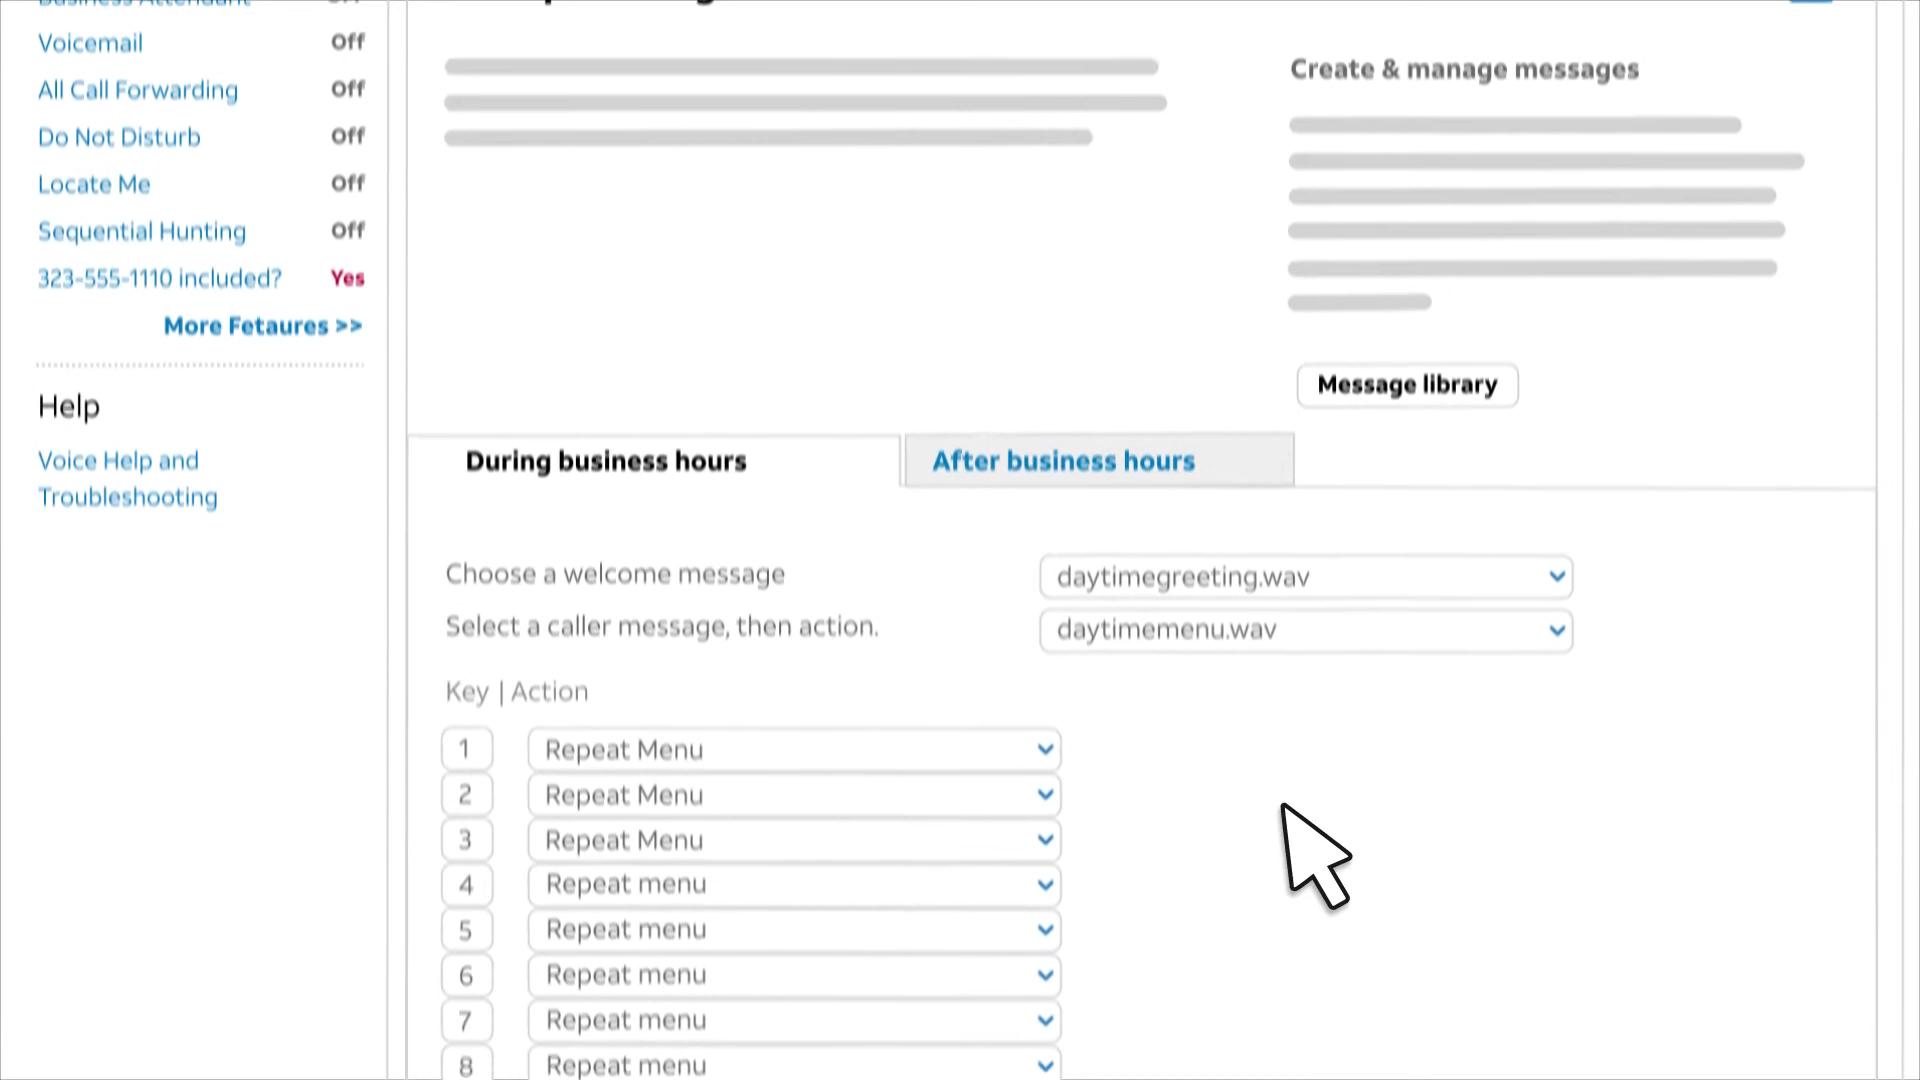 Voicemail Off
All Call Forwarding Off
Do Not Disturb Off
Locate Me Off
Sequential Hunting Off
323-555-1110 included? Yes
More Fetaures >>
Help
Voice Help and
Troubleshooting
Create & manage messages
Message library
During business hours
After business hours
Choose a welcome message daytimegreeting.wav
Select a caller message, then action. daytimemenu.wav
Key | Action
1 Repeat Menu
2 Repeat Menu
3 Repeat Menu
4 Repeat menu
5 Repeat menu
6 Repeat menu
7 Repeat menu
8 Repeat menu